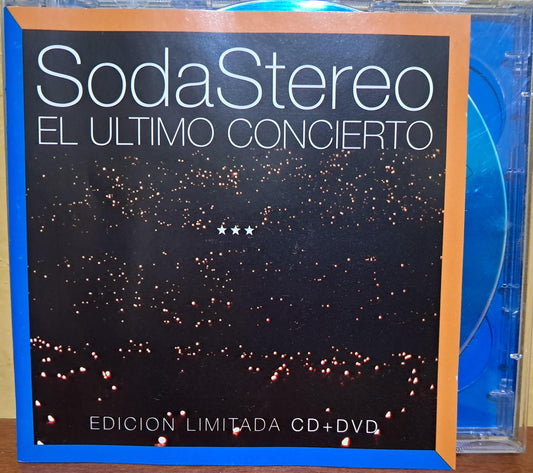 SodaStereo
EL ULTIMO CONCIERTO
EDICION LIMITADA CD+DVD